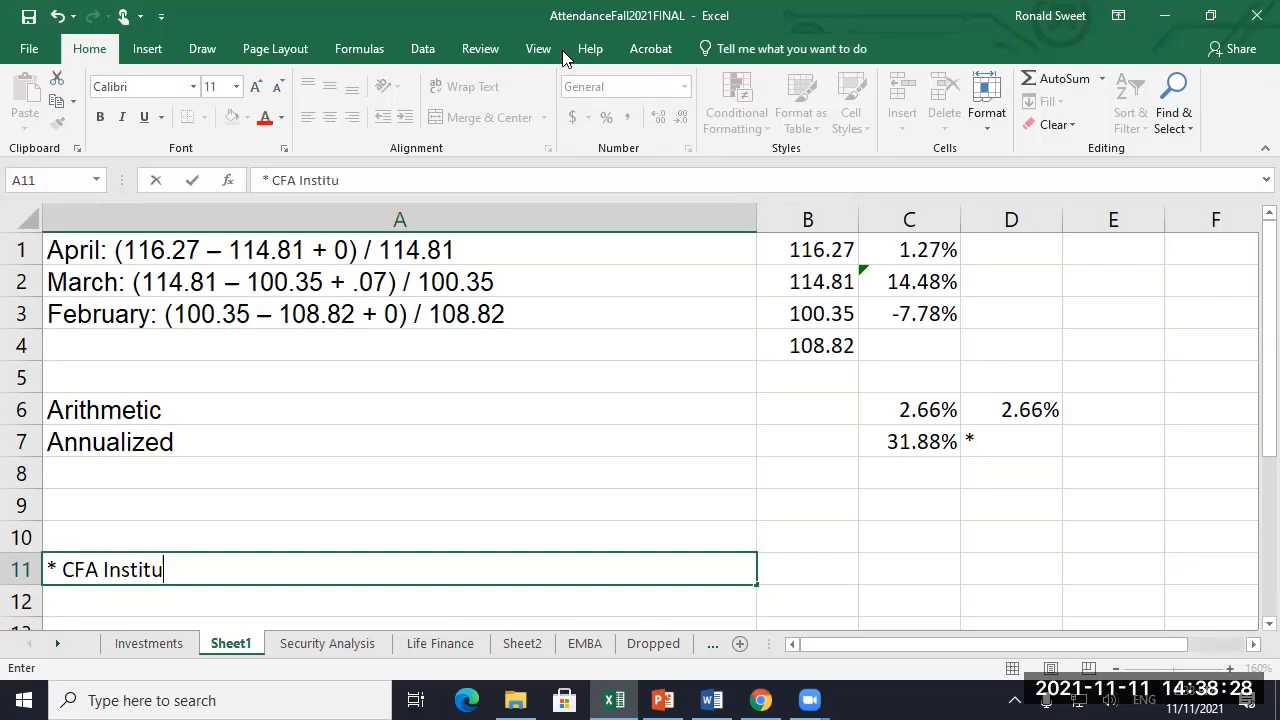 AttendanceFall2021FINAL - Excel
Ronald Sweet
File Home Insert Draw Page Layout Formulas Data Review View Help Acrobat Tell me what you want to do Share
Paste
Calibri 11
B I U A
Wrap Text
Merge & Center
General
$ % ,
Conditional Formatting
Format as Table
Cell Styles
Insert Delete Format
AutoSum
Fill
Clear
Sort & Filter
Find & Select
Clipboard Font Alignment Number Styles Cells Editing
A11 fx * CFA Institu
A B C D E F
1 April: (116.27 – 114.81 + 0) / 114.81 116.27 1.27%
2 March: (114.81 – 100.35 + .07) / 100.35 114.81 14.48%
3 February: (100.35 – 108.82 + 0) / 108.82 100.35 -7.78%
4 108.82
5
6 Arithmetic 2.66% 2.66%
7 Annualized 31.88% *
8
9
10
11 * CFA Institu
12
Investments Sheet1 Security Analysis Life Finance Sheet2 EMBA Dropped ...
Enter
160%
Type here to search
2021-11-11 14:38:28
ENG
11/11/2021